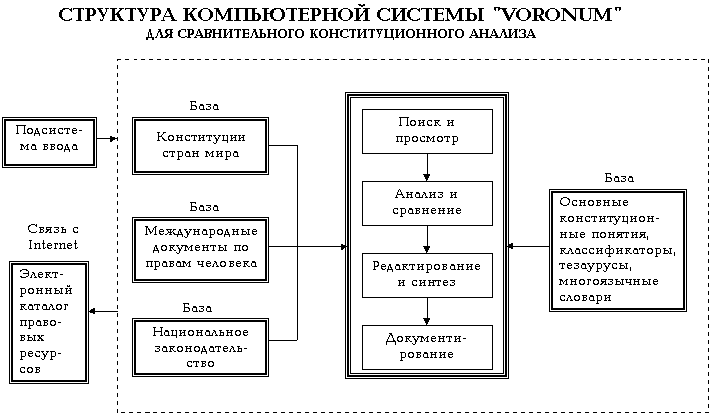 СТРУКТУРА КОМПЬЮТЕРНОЙ СИСТЕМЫ "VORONUM"
ДЛЯ СРАВНИТЕЛЬНОГО КОНСТИТУЦИОННОГО АНАЛИЗА
Подсисте-
ма ввода
Связь с
Internet
Элект-
ронный
каталог
право-
вых
ресур-
сов
База
Конституции
стран мира
База
Международные
документы по
правам человека
База
Национальное
законодатель-
ство
Поиск и
просмотр
Анализ и
сравнение
Редактирование
и синтез
Документи-
рование
База
Основные
конституцион-
ные понятия,
классификаторы,
тезаурусы,
многоязычные
словари